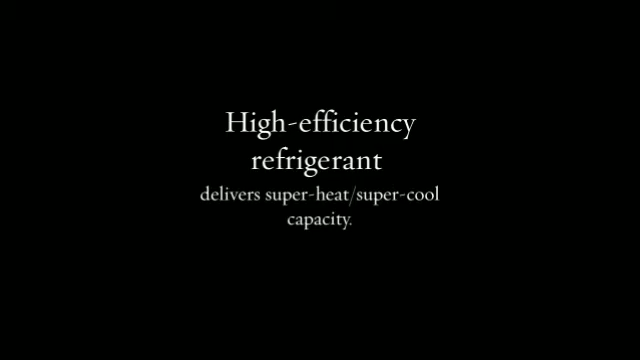 High-efficiency
refrigerant
delivers super-heat/super-cool
capacity.